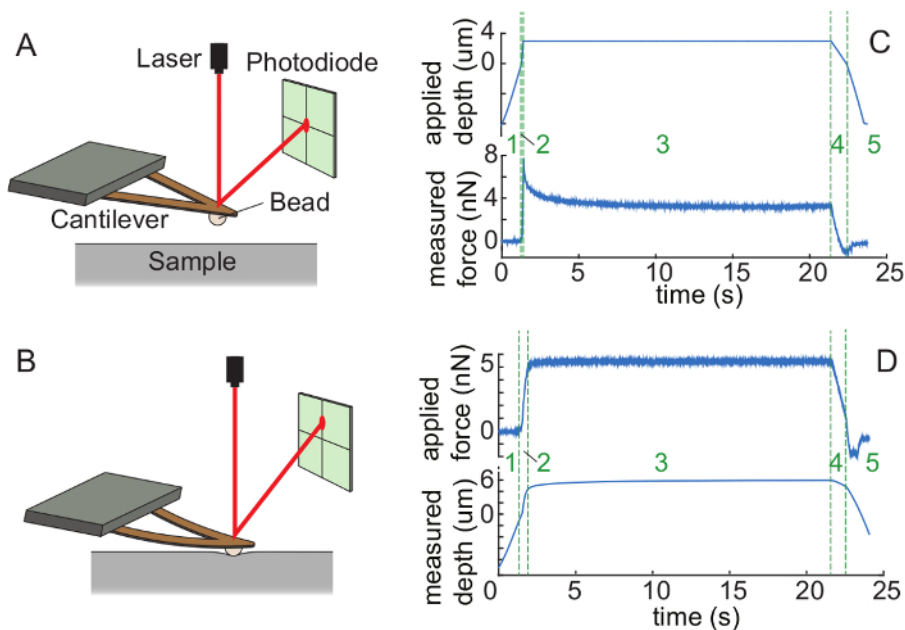 A
Laser
Photodiode
Cantilever
Bead
Sample
B
C
applied
depth (um)
4
0
1
2
3
4
5
measured
force (nN)
8
4
0
0
5
10
15
20
25
time (s)
D
applied
force (nN)
5
0
1
2
3
4
5
measured
depth (um)
6
0
0
5
10
15
20
25
time (s)